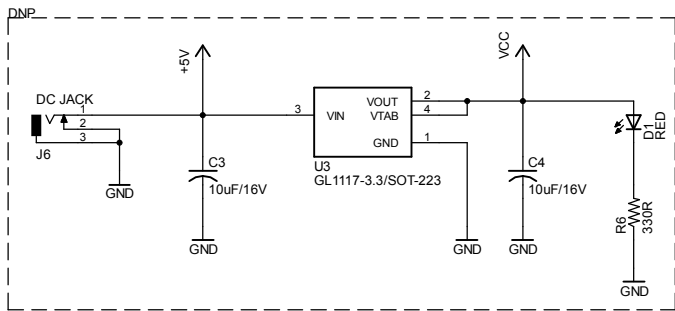 DNP
+5V
VCC
DC JACK
1
2
3
J6
GND
C3
10uF/16V
GND
3
VIN
VOUT
VTAB
GND
2
4
1
U3
GL1117-3.3/SOT-223
GND
C4
10uF/16V
GND
D1
RED
R6
330R
GND